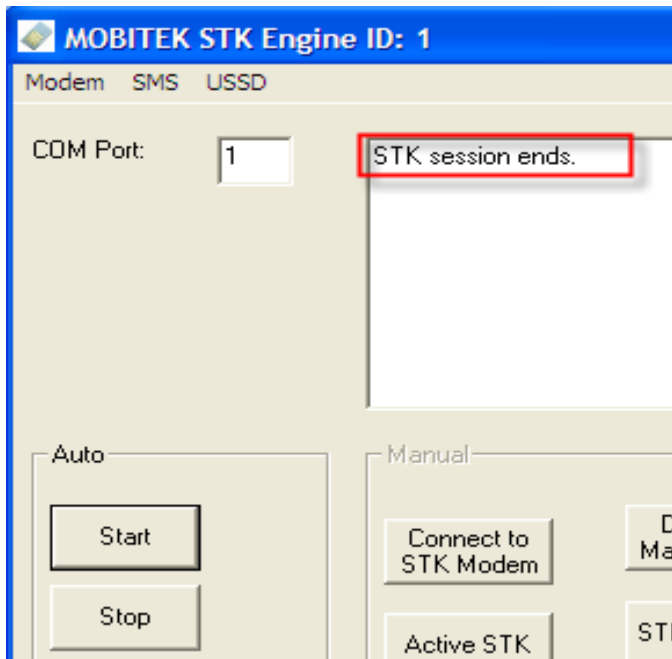 MOBITEK STK Engine ID: 1
Modem SMS USSD
COM Port: 1
STK session ends.
Auto
Manual
Start
Connect to
STK Modem
Stop
Active STK